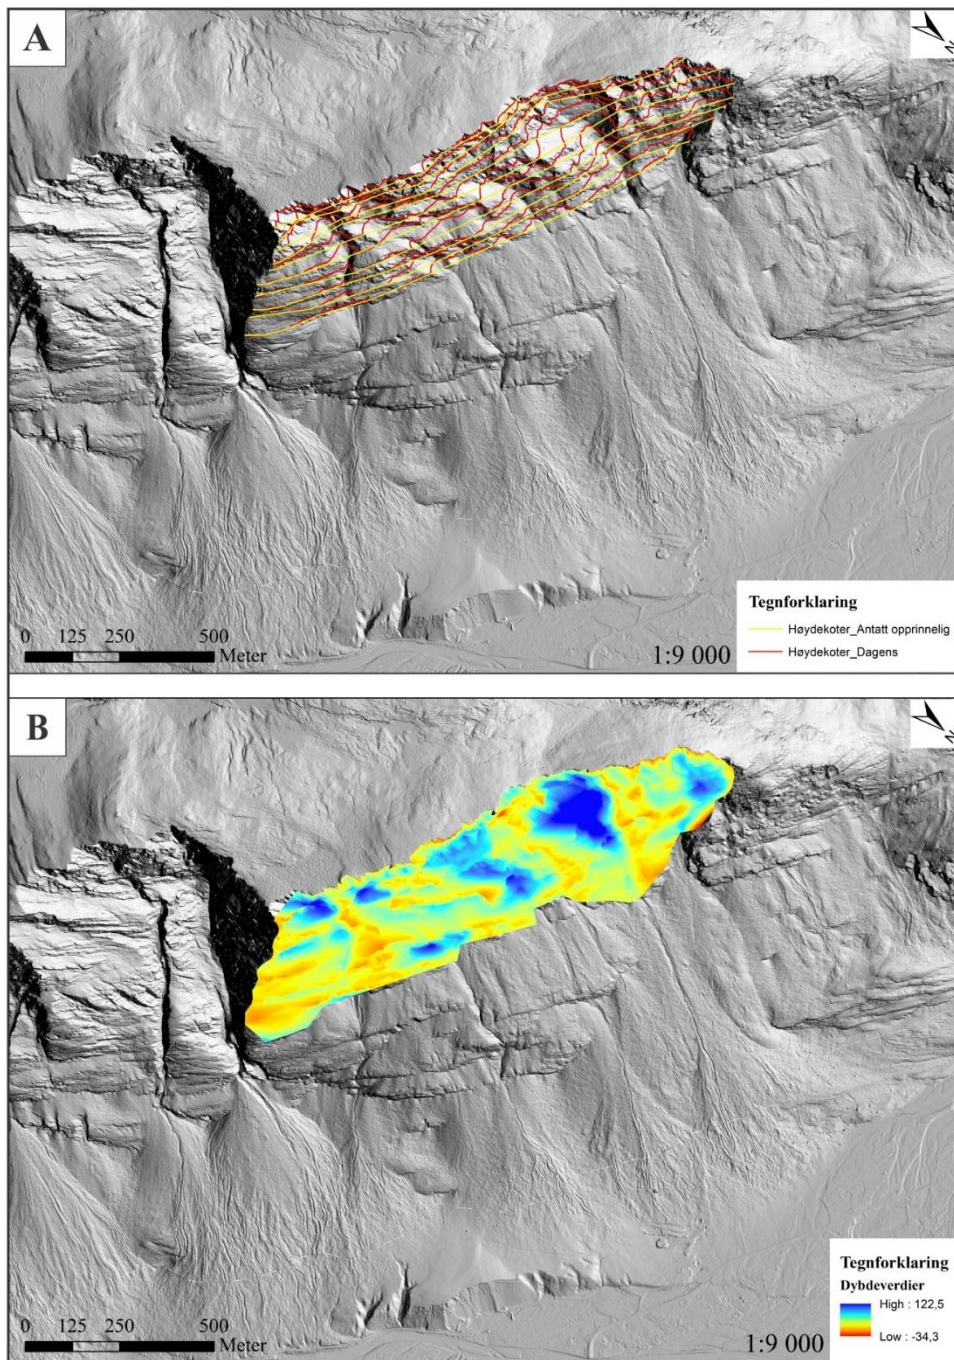 A
N
Tegnforklaring
Høydekoter_Antatt opprinnelig
Høydekoter_Dagens
0 125 250 500
Meter
1:9 000
B
N
Tegnforklaring
Dybdeverdier
High : 122,5
Low : -34,3
0 125 250 500
Meter
1:9 000